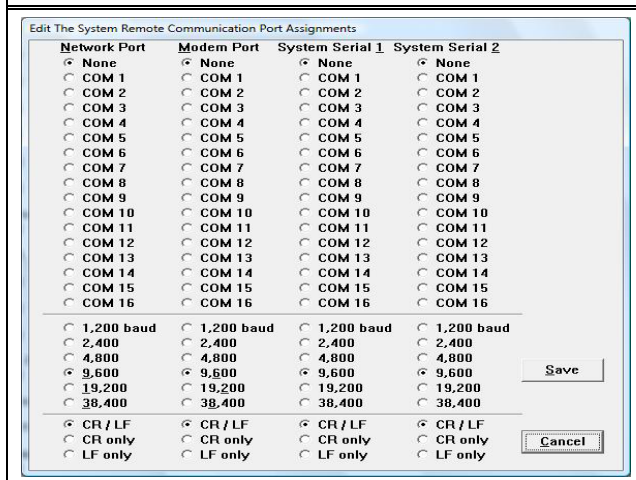 Edit The System Remote Communication Port Assignments
Network Port Modem Port System Serial 1 System Serial 2
None None None None
COM 1 COM 1 COM 1 COM 1
COM 2 COM 2 COM 2 COM 2
COM 3 COM 3 COM 3 COM 3
COM 4 COM 4 COM 4 COM 4
COM 5 COM 5 COM 5 COM 5
COM 6 COM 6 COM 6 COM 6
COM 7 COM 7 COM 7 COM 7
COM 8 COM 8 COM 8 COM 8
COM 9 COM 9 COM 9 COM 9
COM 10 COM 10 COM 10 COM 10
COM 11 COM 11 COM 11 COM 11
COM 12 COM 12 COM 12 COM 12
COM 13 COM 13 COM 13 COM 13
COM 14 COM 14 COM 14 COM 14
COM 15 COM 15 COM 15 COM 15
COM 16 COM 16 COM 16 COM 16
1,200 baud 1,200 baud 1,200 baud 1,200 baud
2,400 2,400 2,400 2,400
4,800 4,800 4,800 4,800
9,600 9,600 9,600 9,600 Save
19,200 19,200 19,200 19,200
38,400 38,400 38,400 38,400
CR / LF CR / LF CR / LF CR / LF
CR only CR only CR only CR only Cancel
LF only LF only LF only LF only